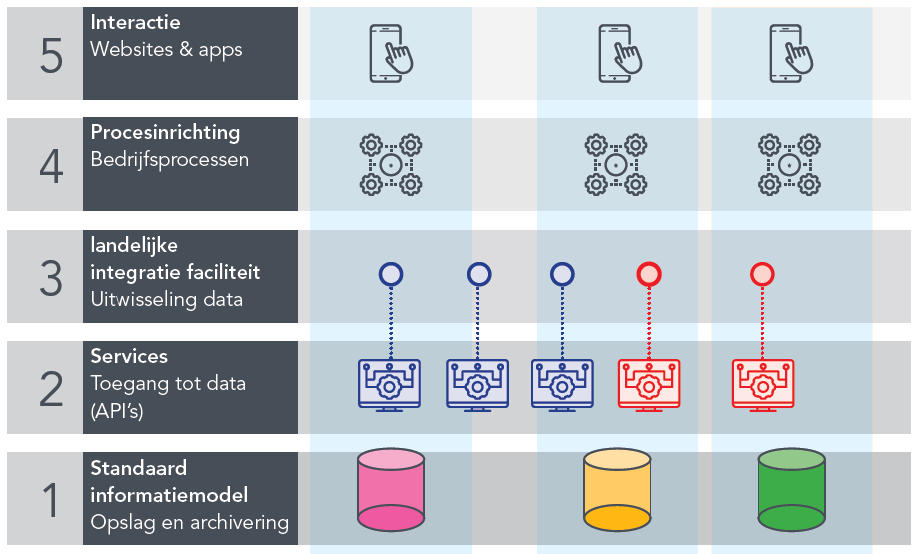 5
Interactie
Websites & apps
4
Procesinrichting
Bedrijfsprocessen
3
landelijke
integratie faciliteit
Uitwisseling data
2
Services
Toegang tot data
(API's)
1
Standaard
informatiemodel
Opslag en archivering